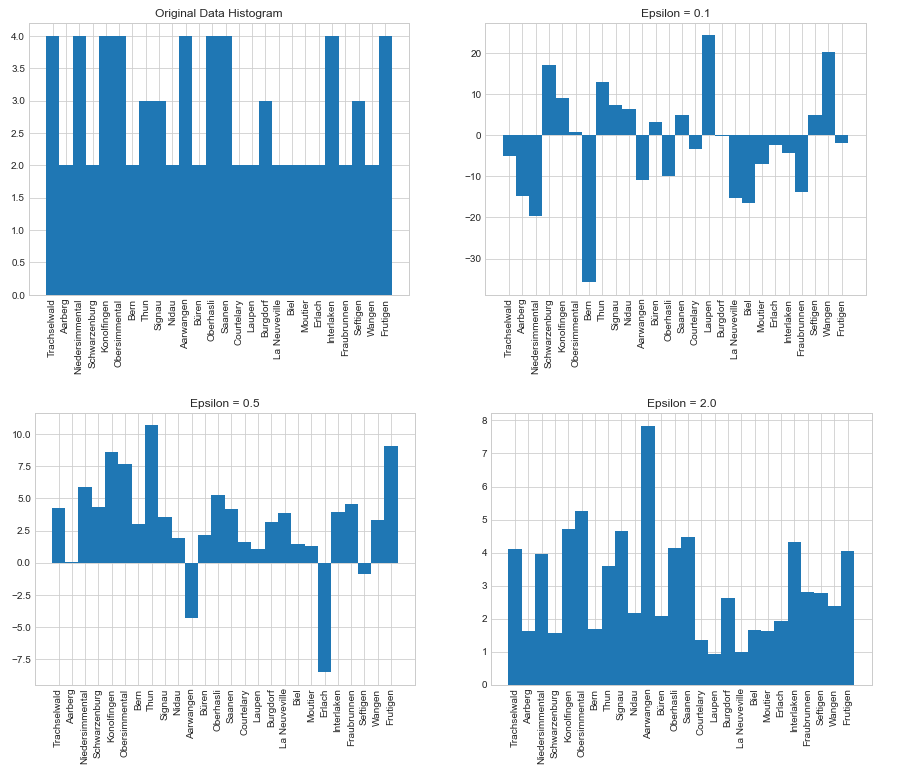 Original Data Histogram
4.0
3.5
3.0
2.5
2.0
1.5
1.0
0.5
0.0
Trachselwald
Aarberg
Niedersimmental
Schwarzenburg
Konolfingen
Obersimmental
Bern
Thun
Signau
Nidau
Aarwangen
Büren
Oberhasli
Saanen
Courtelary
Laupen
Burgdorf
La Neuveville
Biel
Moutier
Erlach
Interlaken
Fraubrunnen
Seftigen
Wangen
Frutigen
Epsilon = 0.1
20
10
0
−10
−20
−30
Trachselwald
Aarberg
Niedersimmental
Schwarzenburg
Konolfingen
Obersimmental
Bern
Thun
Signau
Nidau
Aarwangen
Büren
Oberhasli
Saanen
Courtelary
Laupen
Burgdorf
La Neuveville
Biel
Moutier
Erlach
Interlaken
Fraubrunnen
Seftigen
Wangen
Frutigen
Epsilon = 0.5
10.0
7.5
5.0
2.5
0.0
−2.5
−5.0
−7.5
Trachselwald
Aarberg
Niedersimmental
Schwarzenburg
Konolfingen
Obersimmental
Bern
Thun
Signau
Nidau
Aarwangen
Büren
Oberhasli
Saanen
Courtelary
Laupen
Burgdorf
La Neuveville
Biel
Moutier
Erlach
Interlaken
Fraubrunnen
Seftigen
Wangen
Frutigen
Epsilon = 2.0
8
7
6
5
4
3
2
1
0
Trachselwald
Aarberg
Niedersimmental
Schwarzenburg
Konolfingen
Obersimmental
Bern
Thun
Signau
Nidau
Aarwangen
Büren
Oberhasli
Saanen
Courtelary
Laupen
Burgdorf
La Neuveville
Biel
Moutier
Erlach
Interlaken
Fraubrunnen
Seftigen
Wangen
Frutigen